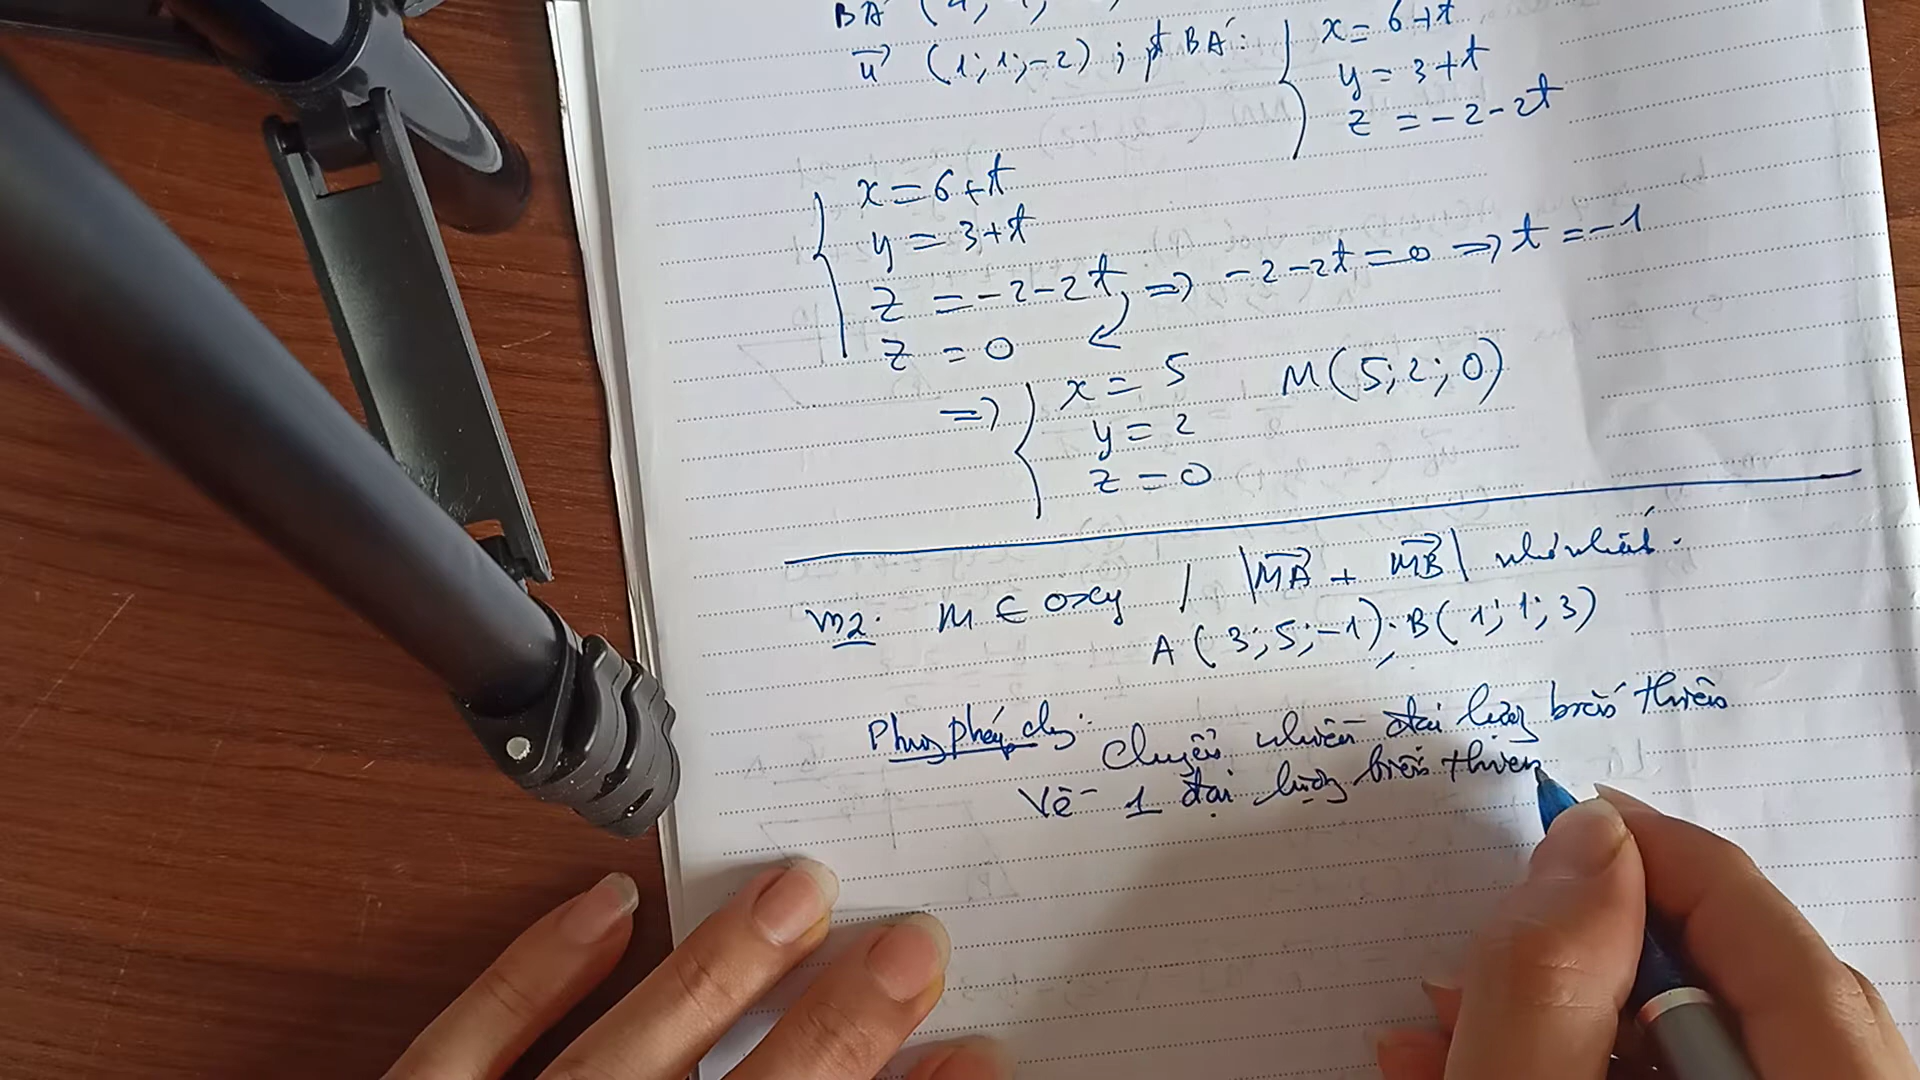 BA' (
u⃗ (1; 1; -2) ; pt BA':
x = 6+t
y = 3+t
z = -2-2t
x = 6+t
y = 3+t
z = -2-2t => -2-2t = 0 => t = -1
z = 0
=> x = 5 M(5; 2; 0)
y = 2
z = 0
VD2: M ∈ oxy / |MA⃗ + MB⃗| nhỏ nhất.
A(3; 5; -1); B(1; 1; 3)
Phương pháp chung: chuyển nhiều đại lượng biến thiên
Về 1 đại lượng biến thiên